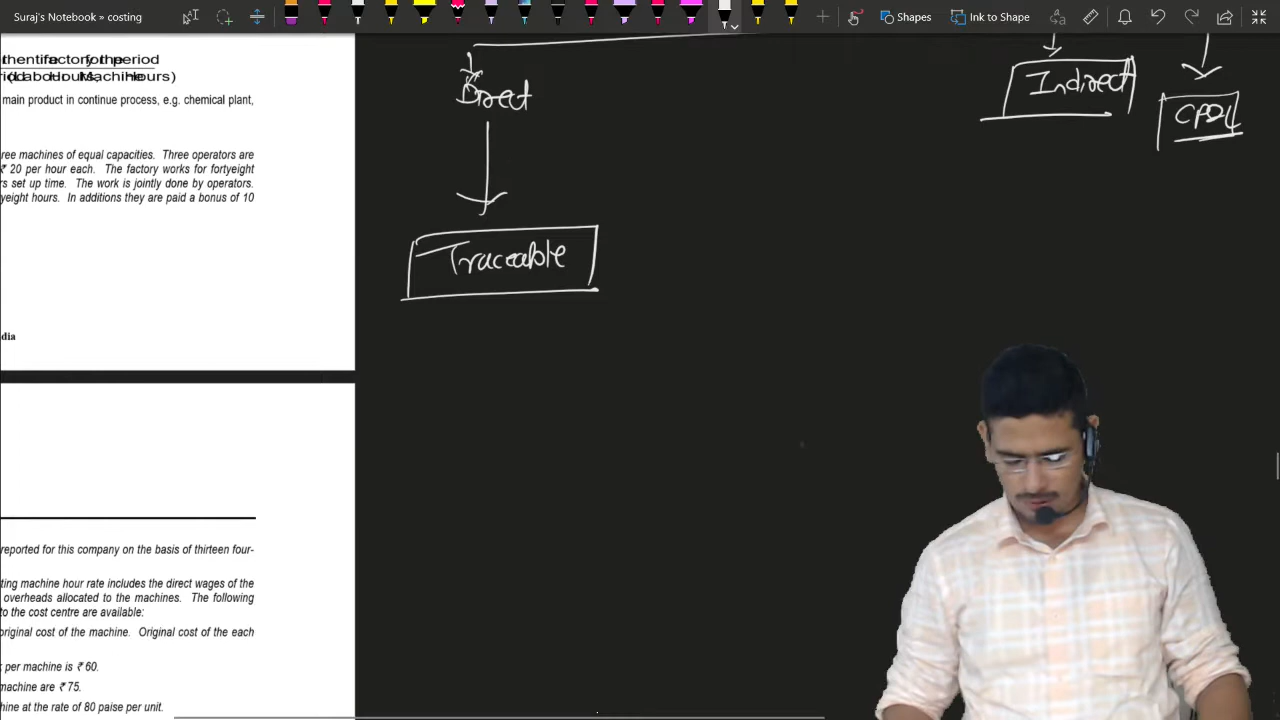 Suraj's Notebook » costing
Shapes
Ink to Shape
main product in continue process, e.g. chemical plant,
ree machines of equal capacities. Three operators are
₹ 20 per hour each. The factory works for fortyeight
rs set up time. The work is jointly done by operators.
yeight hours. In additions they are paid a bonus of 10
dia
reported for this company on the basis of thirteen four-
ting machine hour rate includes the direct wages of the
overheads allocated to the machines. The following
to the cost centre are available:
original cost of the machine. Original cost of the each
per machine is ₹ 60.
machine are ₹ 75.
hine at the rate of 80 paise per unit.
Direct
Traceable
Indirect